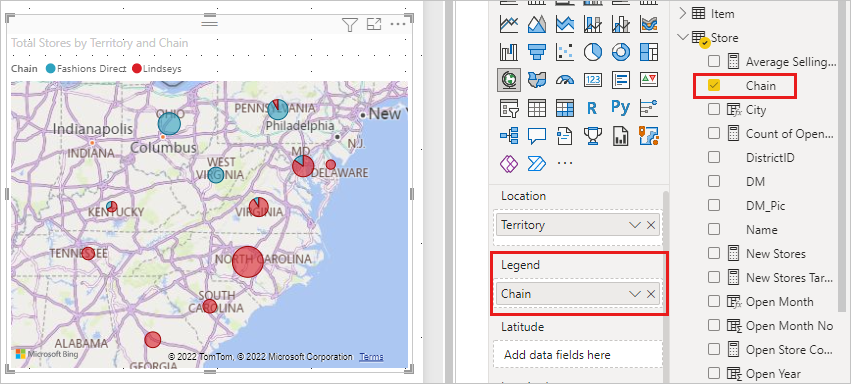 Total Stores by Territory and Chain
Chain Fashions Direct Lindseys
OHIO
PENNSYLVANIA
New
Indianapolis
Philadelphia
Columbus
NJ
INDIANA
MD
WEST
VIRGINIA
DELAWARE
KENTUCKY
VIRGINIA
TENNESSEE
NORTH CAROLINA
SOUTH
CAROLINA
ALABAMA
GEORGIA
Microsoft Bing
© 2022 TomTom, © 2022 Microsoft Corporation Terms
123
R
Py
Location
Territory
Legend
Chain
Latitude
Add data fields here
Item
Store
Average Selling...
Chain
City
Count of Open...
DistrictID
DM
DM_Pic
Name
New Stores
New Stores Tar...
Open Month
Open Month No
Open Store Co...
Open Year